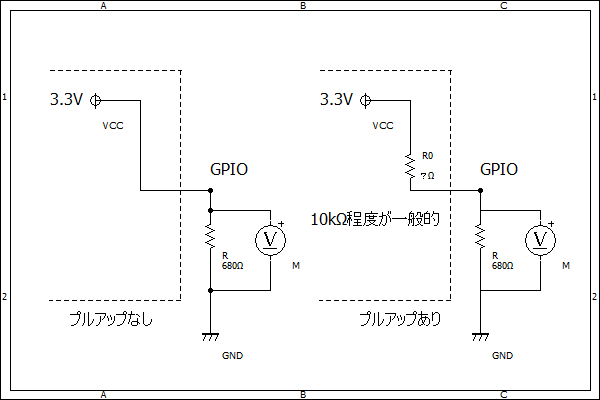 A B C
1 1
3.3V
VCC
GPIO
R
680Ω
V
+
M
GND
プルアップなし
3.3V
VCC
R0
?Ω
GPIO
10kΩ程度が一般的
R
680Ω
V
+
M
GND
プルアップあり
2 2
A B C